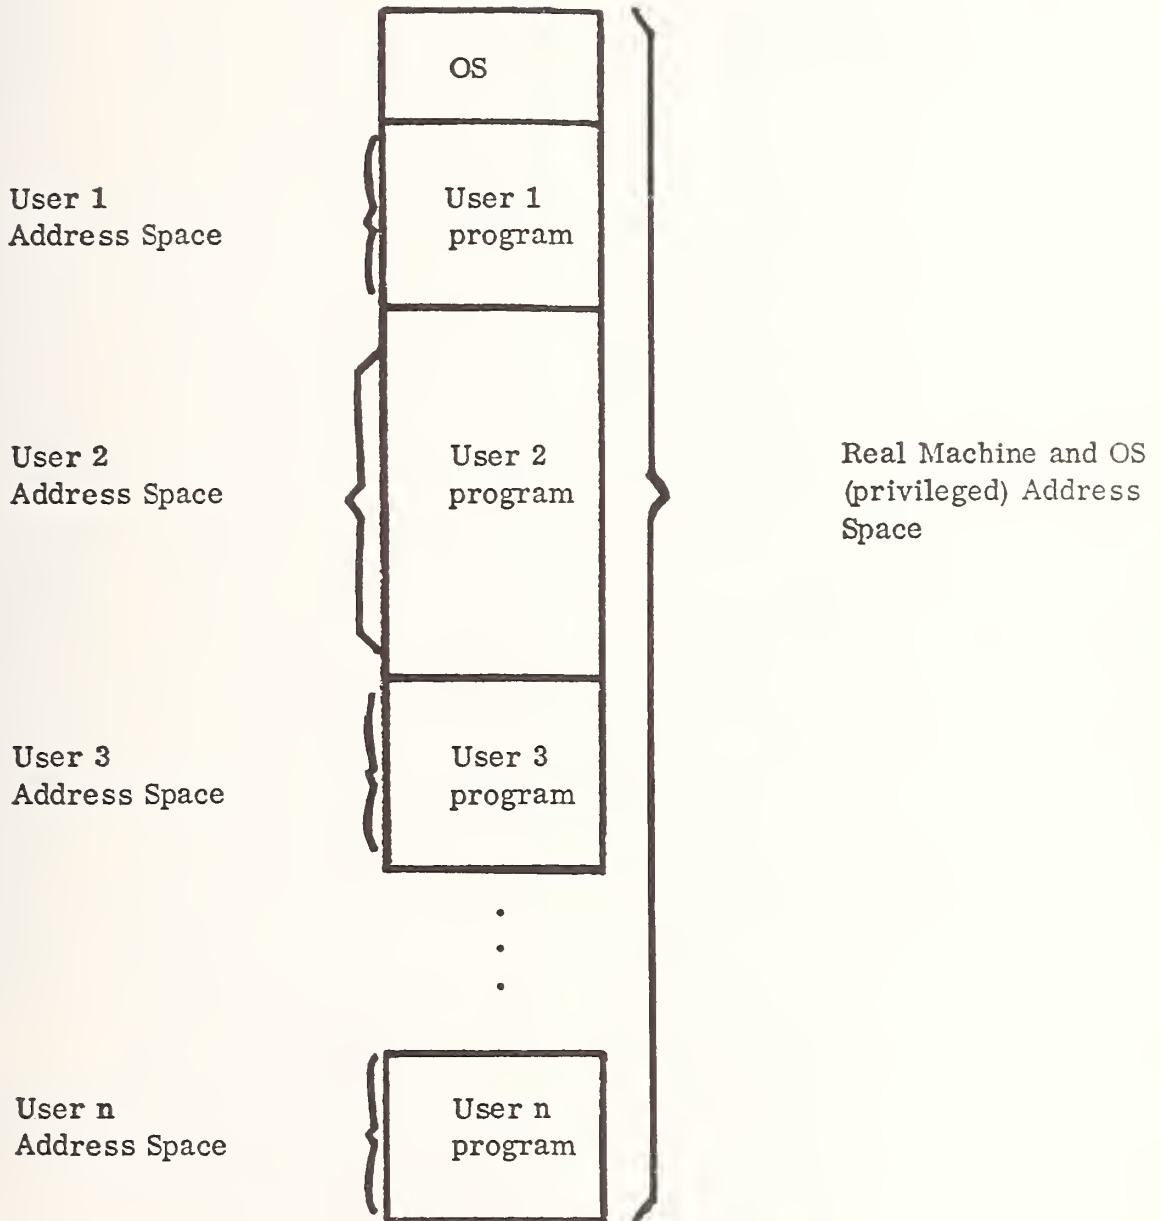 OS
User 1
Address Space
User 1
program
User 2
Address Space
User 2
program
Real Machine and OS
(privileged) Address
Space
User 3
Address Space
User 3
program
User n
Address Space
User n
program